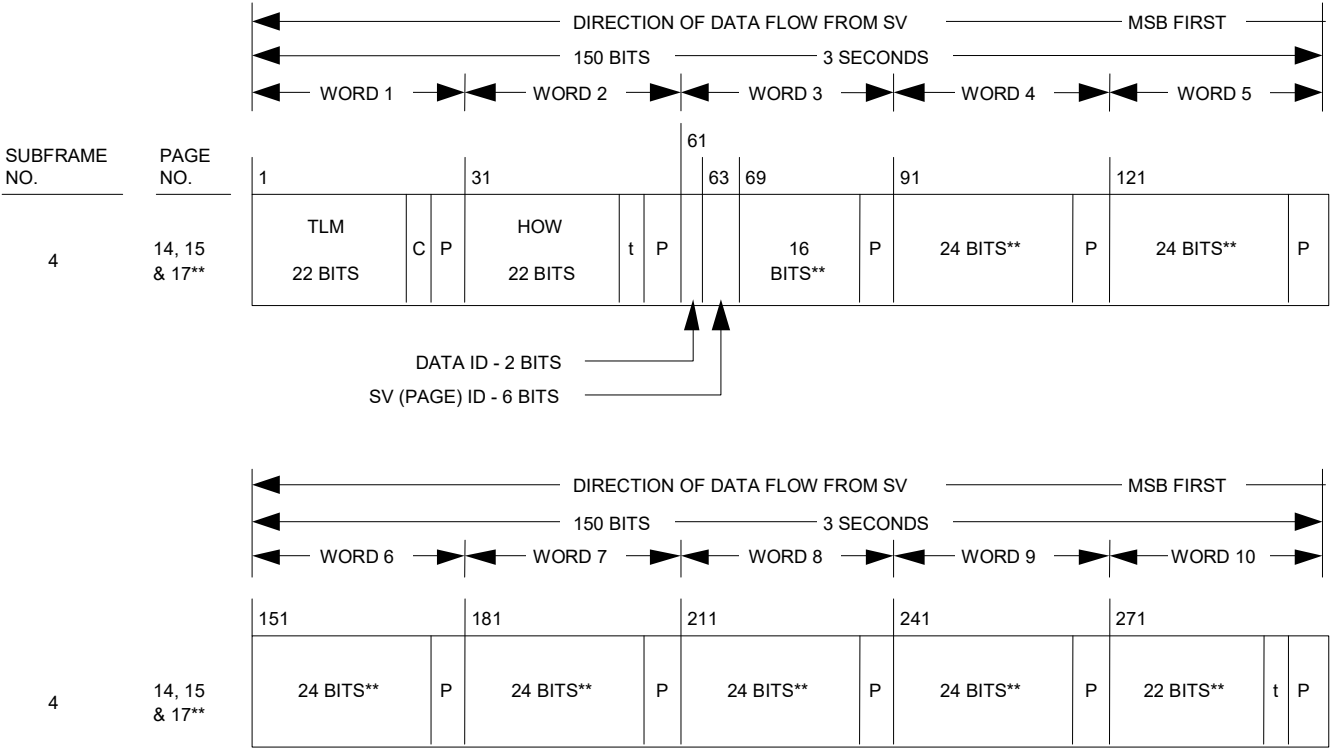 DIRECTION OF DATA FLOW FROM SV MSB FIRST
150 BITS 3 SECONDS
WORD 1 WORD 2 WORD 3 WORD 4 WORD 5
61
SUBFRAME NO.
PAGE NO.
1 31 63 69 91 121
4
14, 15 & 17**
TLM
22 BITS
C
P
HOW
22 BITS
t
P
16
BITS**
P
24 BITS**
P
24 BITS**
P
DATA ID - 2 BITS
SV (PAGE) ID - 6 BITS
DIRECTION OF DATA FLOW FROM SV MSB FIRST
150 BITS 3 SECONDS
WORD 6 WORD 7 WORD 8 WORD 9 WORD 10
151 181 211 241 271
4
14, 15
& 17**
24 BITS** P 24 BITS** P 24 BITS** P 24 BITS** P 22 BITS** t P